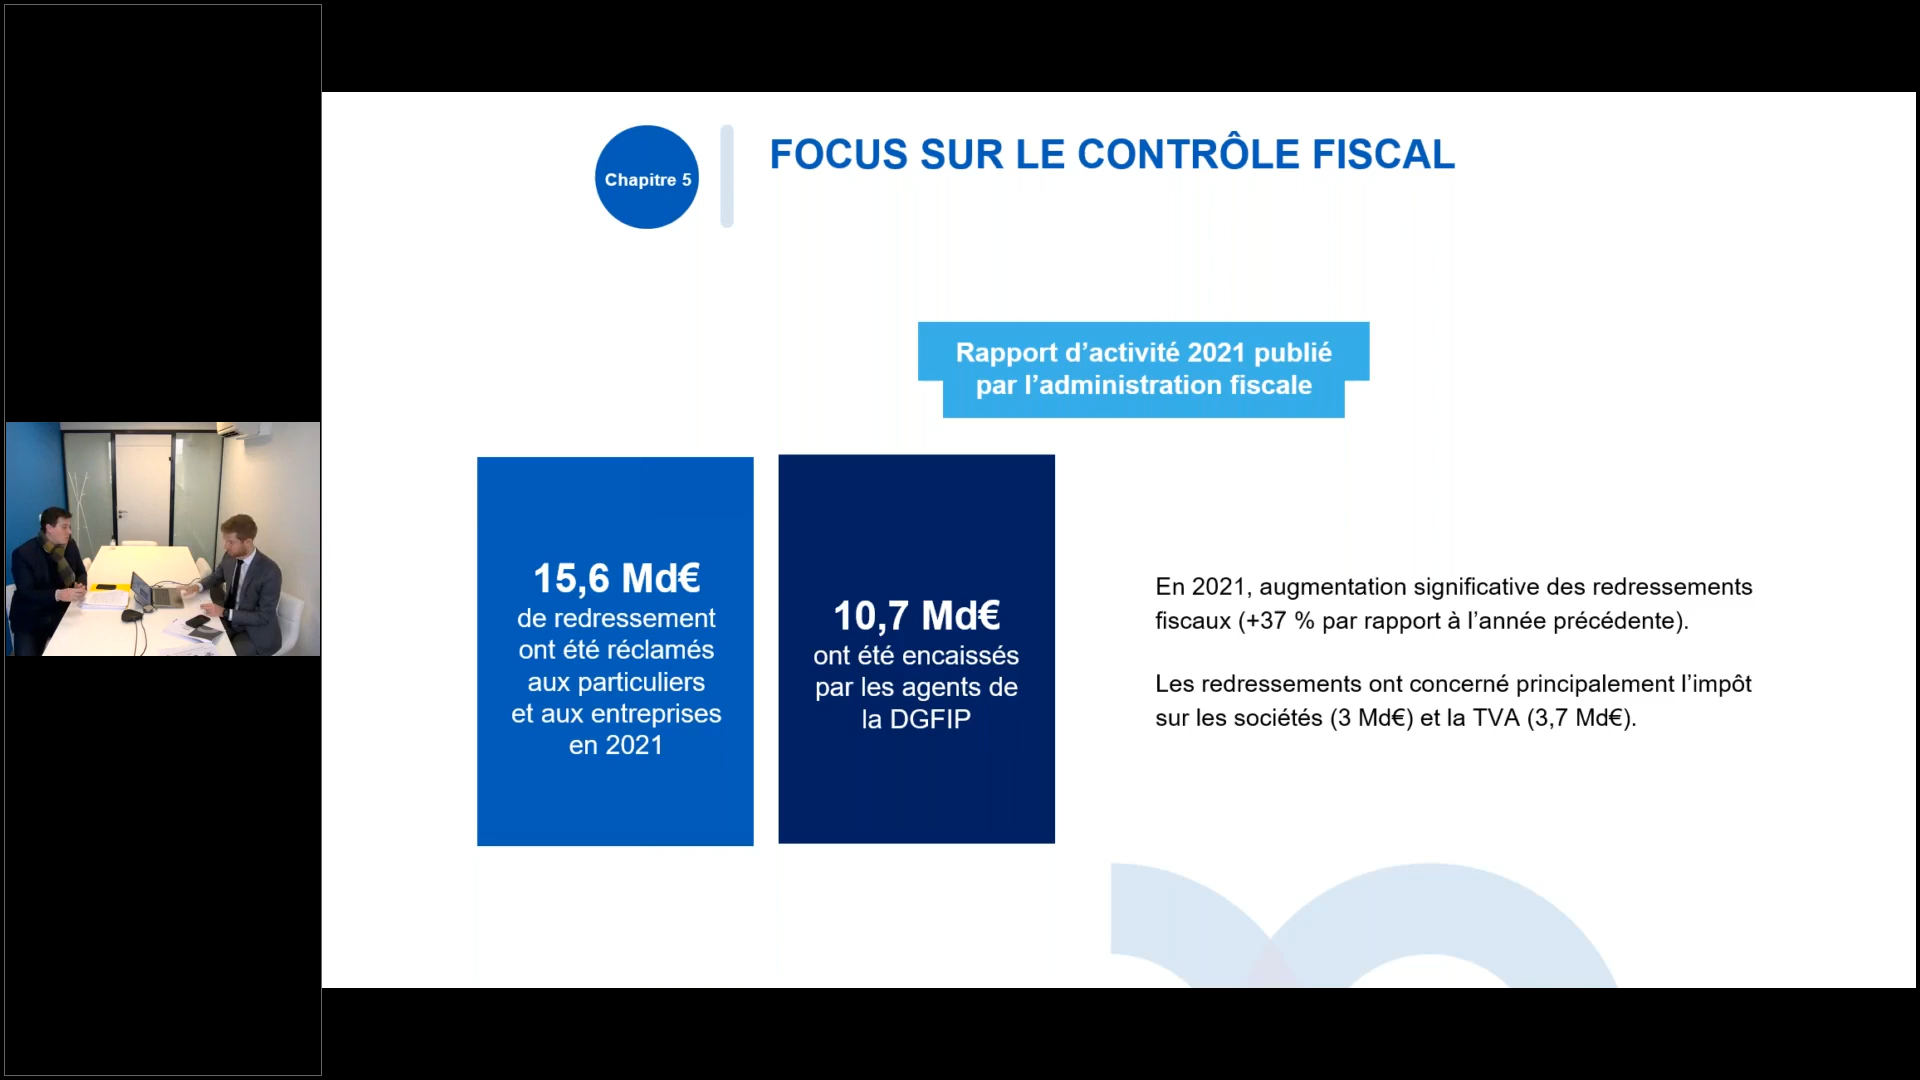 Chapitre 5
FOCUS SUR LE CONTRÔLE FISCAL
Rapport d’activité 2021 publié
par l’administration fiscale
15,6 Md€
de redressement
ont été réclamés
aux particuliers
et aux entreprises
en 2021
10,7 Md€
ont été encaissés
par les agents de
la DGFIP
En 2021, augmentation significative des redressements
fiscaux (+37 % par rapport à l’année précédente).
Les redressements ont concerné principalement l’impôt
sur les sociétés (3 Md€) et la TVA (3,7 Md€).